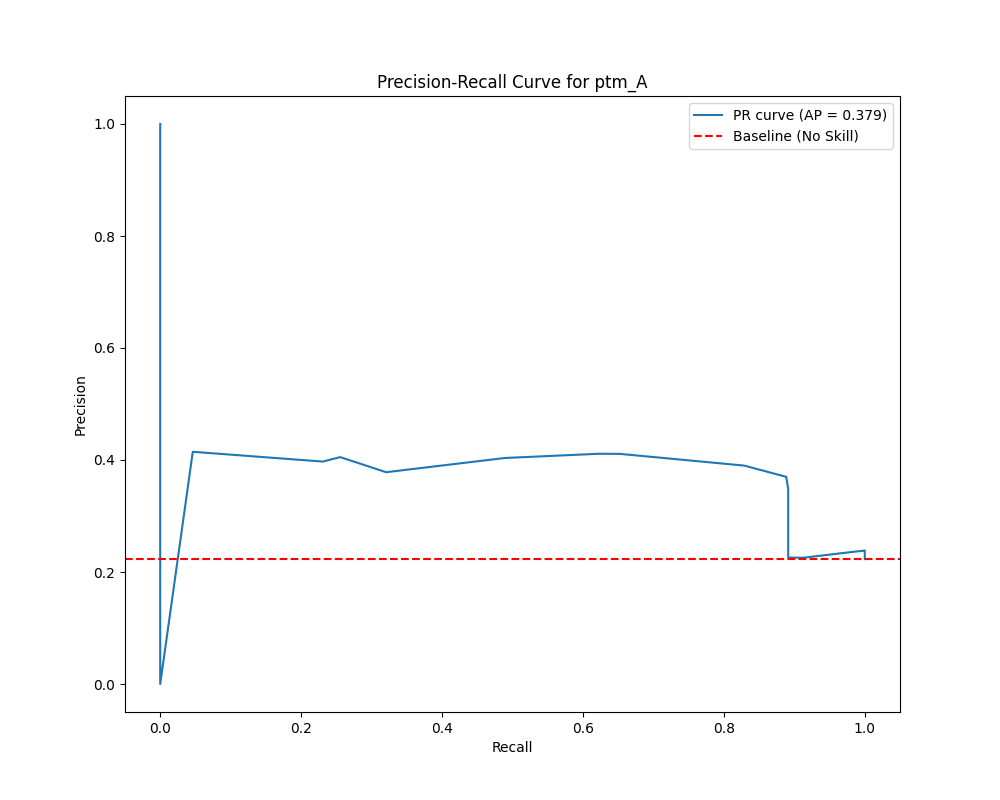 Precision-Recall Curve for ptm_A
PR curve (AP = 0.379)
Baseline (No Skill)
Precision
1.0
0.8
0.6
0.4
0.2
0.0
0.0 0.2 0.4 0.6 0.8 1.0
Recall